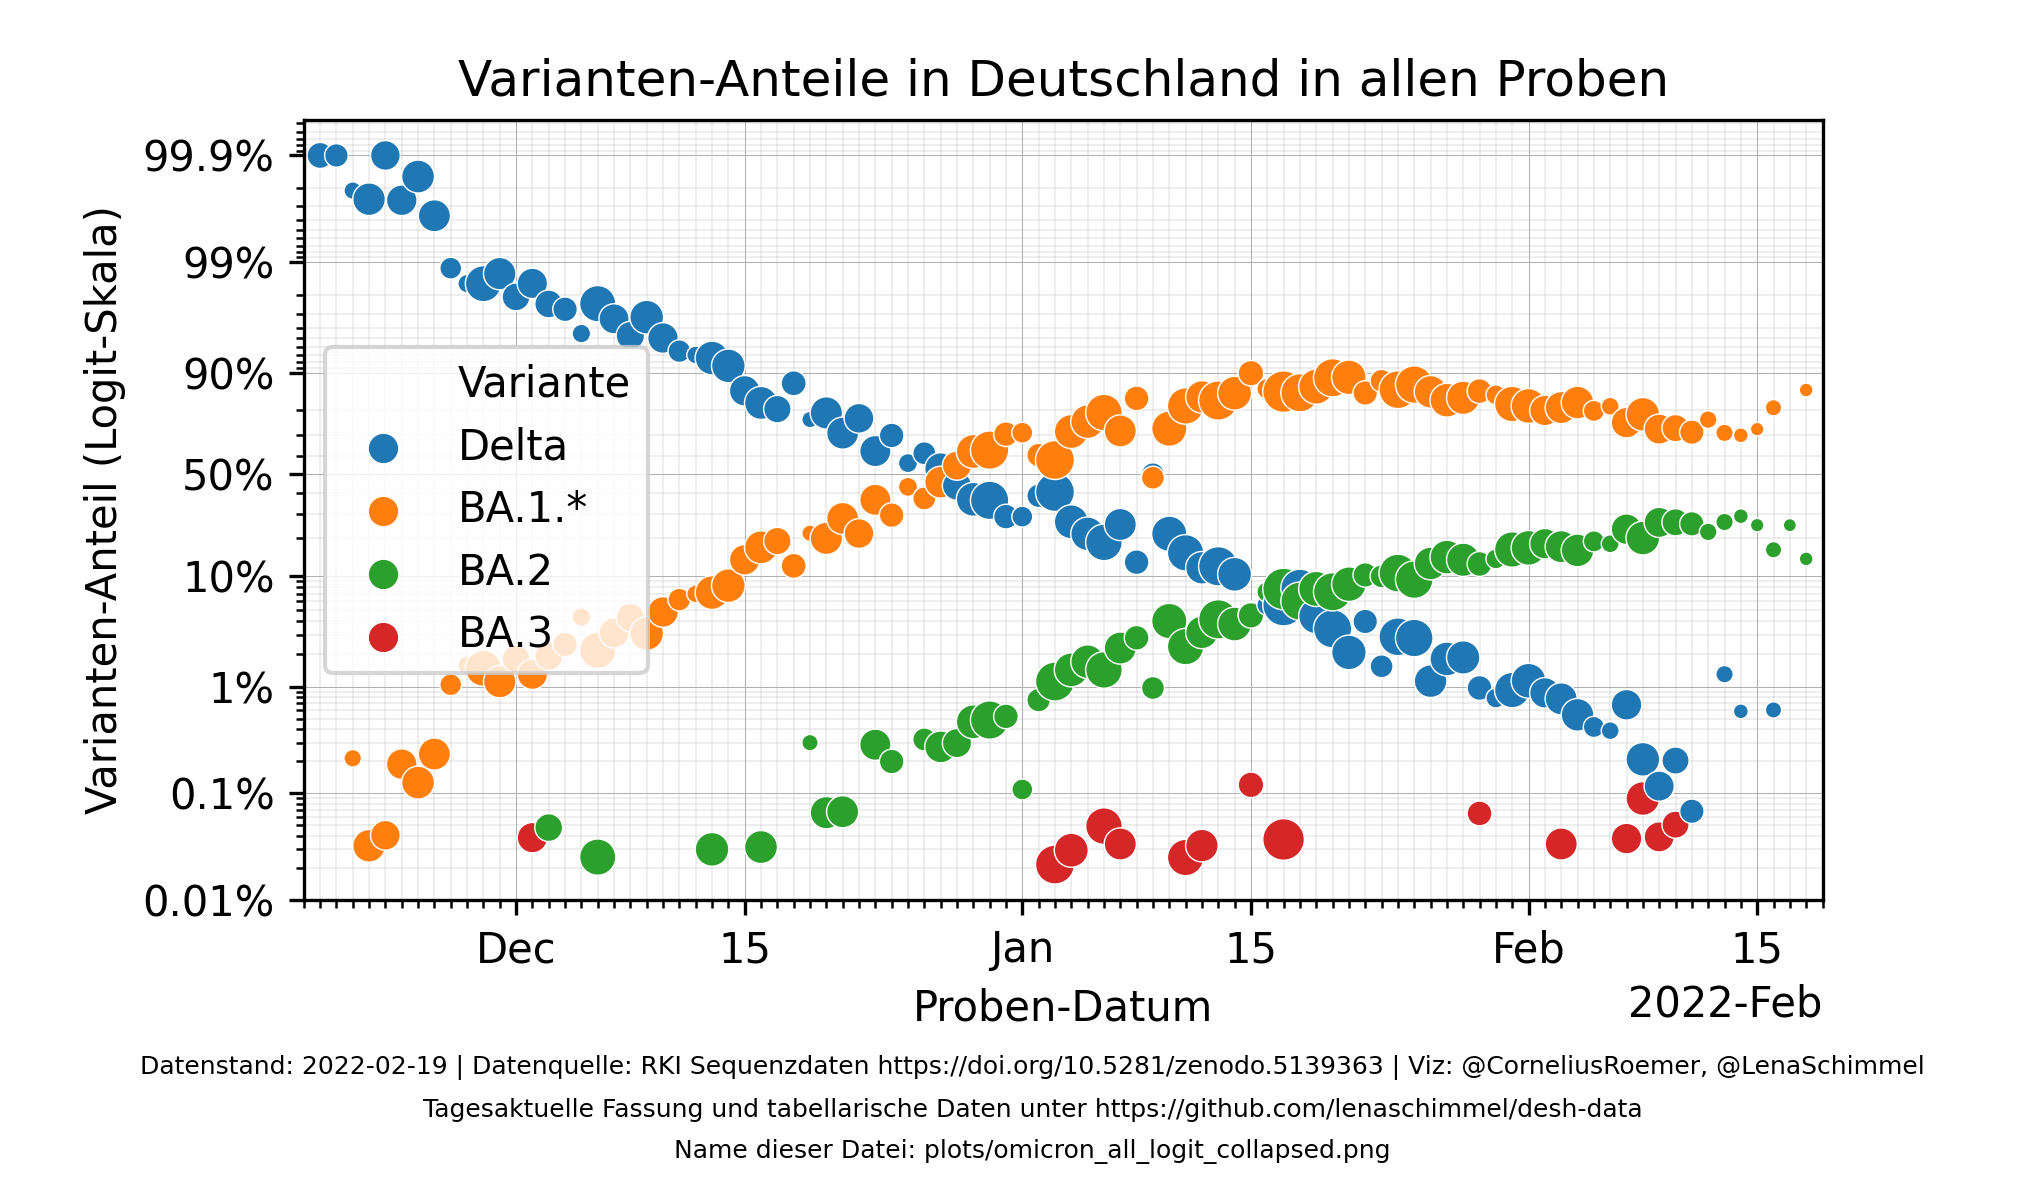 Varianten-Anteile in Deutschland in allen Proben
Varianten-Anteil (Logit-Skala)
99.9%
99%
90%
50%
10%
1%
0.1%
0.01%
Variante
Delta
BA.1.*
BA.2
BA.3
Dec
15
Jan
15
Feb
15
Proben-Datum
2022-Feb
Datenstand: 2022-02-19 | Datenquelle: RKI Sequenzdaten https://doi.org/10.5281/zenodo.5139363 | Viz: @CorneliusRoemer, @LenaSchimmel
Tagesaktuelle Fassung und tabellarische Daten unter https://github.com/lenaschimmel/desh-data
Name dieser Datei: plots/omicron_all_logit_collapsed.png